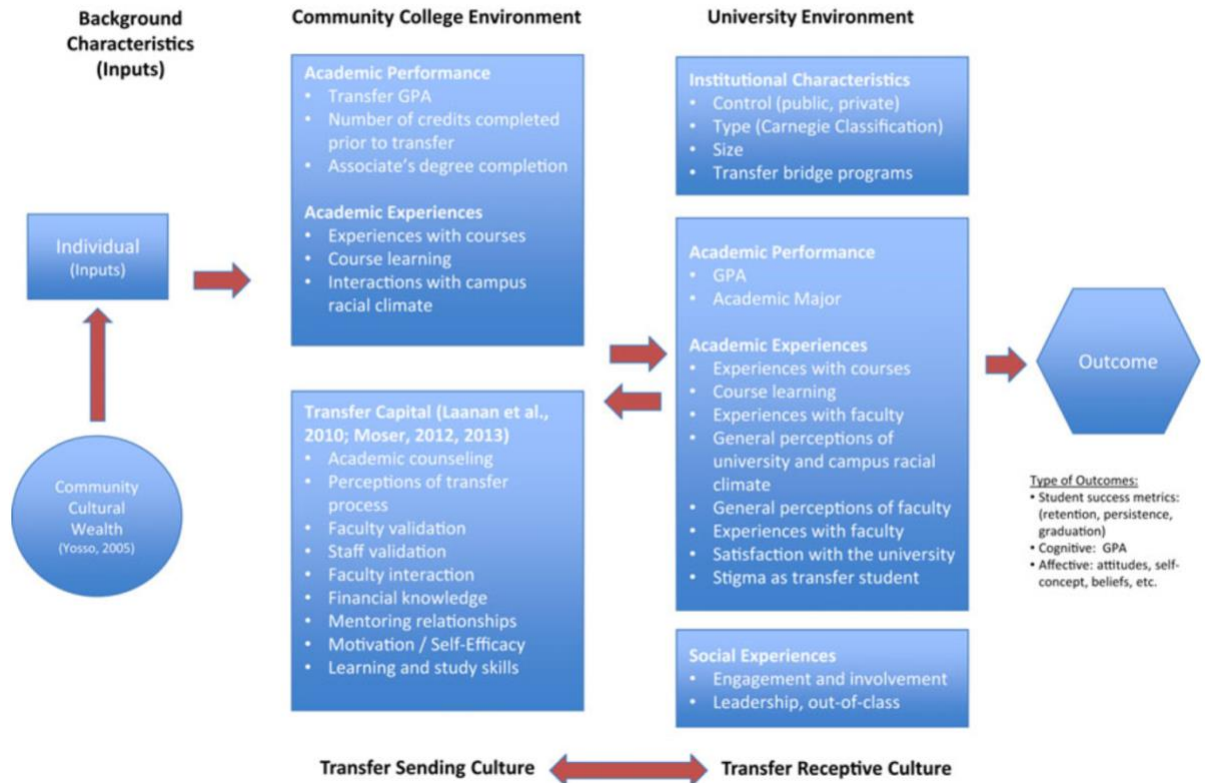 Background
Characteristics
(Inputs)
Individual
(Inputs)
Community
Cultural
Wealth
(Yosso, 2005)
Community College Environment
Academic Performance
• Transfer GPA
• Number of credits completed
prior to transfer
• Associate's degree completion
Academic Experiences
• Experiences with courses
• Course learning
• Interactions with campus
racial climate
Transfer Capital (Laanan et al.,
2010; Moser, 2012, 2013)
• Academic counseling
• Perceptions of transfer
process
• Faculty validation
• Staff validation
• Faculty interaction
• Financial knowledge
• Mentoring relationships
• Motivation / Self-Efficacy
• Learning and study skills
University Environment
Institutional Characteristics
• Control (public, private)
• Type (Carnegie Classification)
• Size
• Transfer bridge programs
Academic Performance
• GPA
• Academic Major
Academic Experiences
• Experiences with courses
• Course learning
• Experiences with faculty
• General perceptions of
university and campus racial
climate
• General perceptions of faculty
• Experiences with faculty
• Satisfaction with the university
• Stigma as transfer student
Social Experiences
• Engagement and involvement
• Leadership, out-of-class
Outcome
Type of Outcomes:
• Student success metrics:
(retention, persistence,
graduation)
• Cognitive: GPA
• Affective: attitudes, self-
concept, beliefs, etc.
Transfer Sending Culture
Transfer Receptive Culture